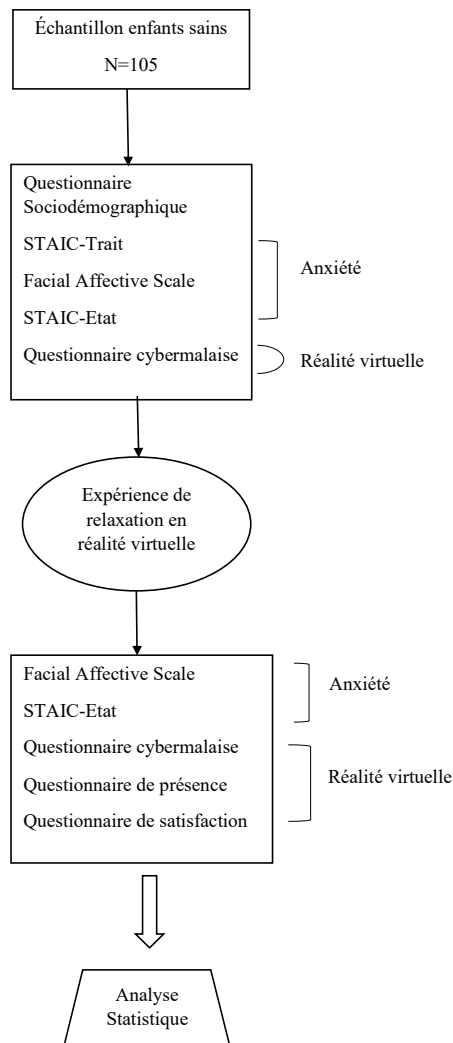 Échantillon enfants sains
N=105
Questionnaire
Sociodémographique
STAIC-Trait
Facial Affective Scale
STAIC-Etat
Questionnaire cybermalaise
Anxiété
Réalité virtuelle
Expérience de
relaxation en
réalité virtuelle
Facial Affective Scale
STAIC-Etat
Questionnaire cybermalaise
Questionnaire de présence
Questionnaire de satisfaction
Anxiété
Réalité virtuelle
Analyse
Statistique